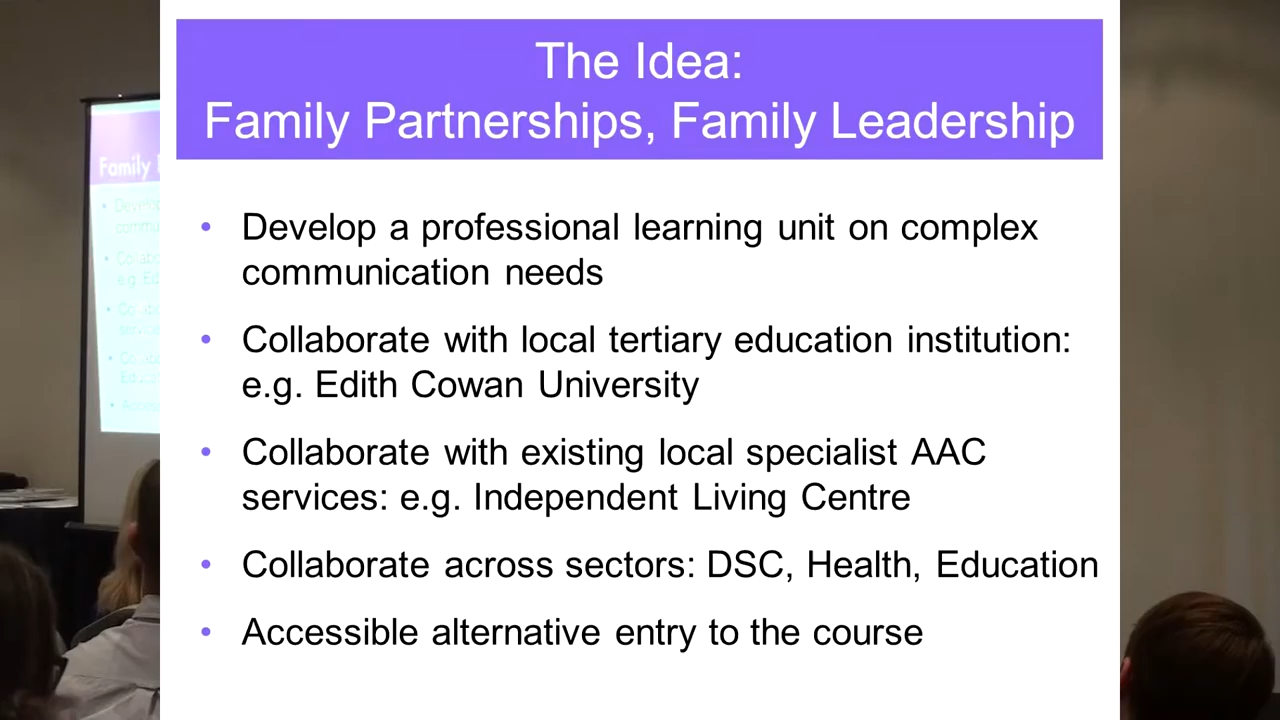 The Idea:
Family Partnerships, Family Leadership
• Develop a professional learning unit on complex
communication needs
• Collaborate with local tertiary education institution:
e.g. Edith Cowan University
• Collaborate with existing local specialist AAC
services: e.g. Independent Living Centre
• Collaborate across sectors: DSC, Health, Education
• Accessible alternative entry to the course
Family